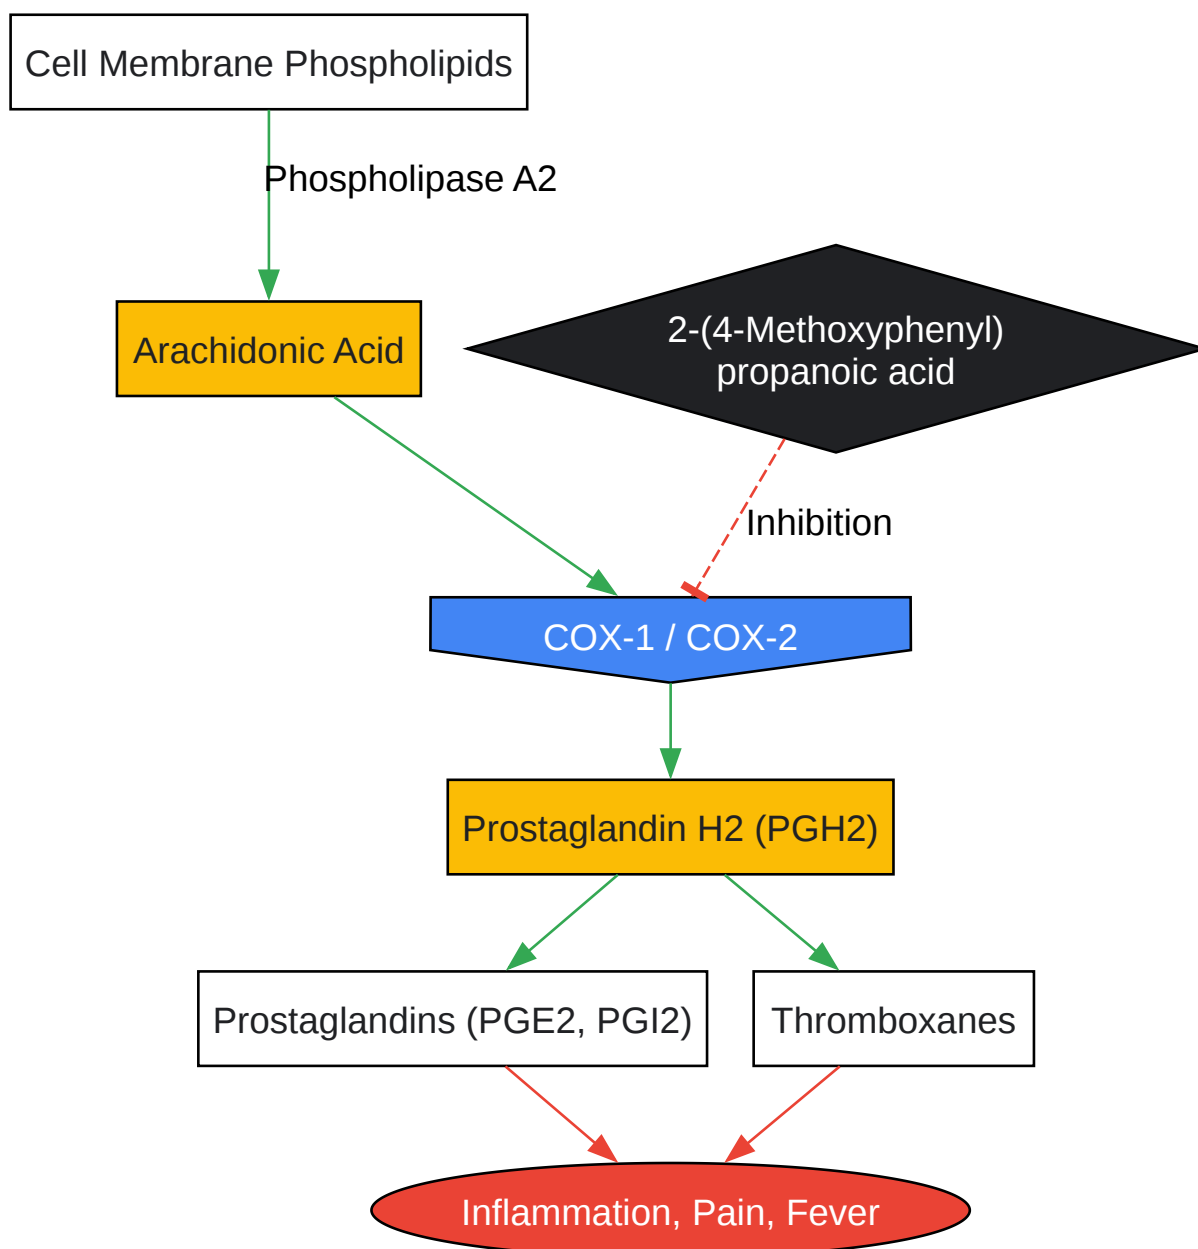 Cell Membrane Phospholipids
Phospholipase A2
Arachidonic Acid
2-(4-Methoxyphenyl)
propanoic acid
Inhibition
COX-1 / COX-2
Prostaglandin H2 (PGH2)
Prostaglandins (PGE2, PGI2)
Thromboxanes
Inflammation, Pain, Fever